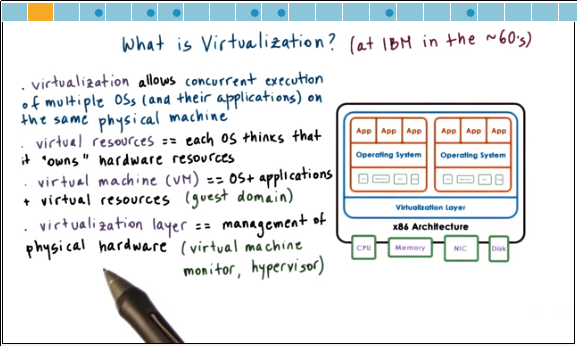 What is Virtualization? (at IBM in the ~60's)
. virtualization allows concurrent execution
of multiple OSs (and their applications) on
the same physical machine
. virtual resources == each OS thinks that
it "owns" hardware resources
. virtual machine (VM) == OS + applications
+ virtual resources (guest domain)
. virtualization layer == management of
physical hardware (virtual machine
monitor, hypervisor)
App App App App App App
Operating System Operating System
Virtualization Layer
x86 Architecture
CPU Memory NIC Disk